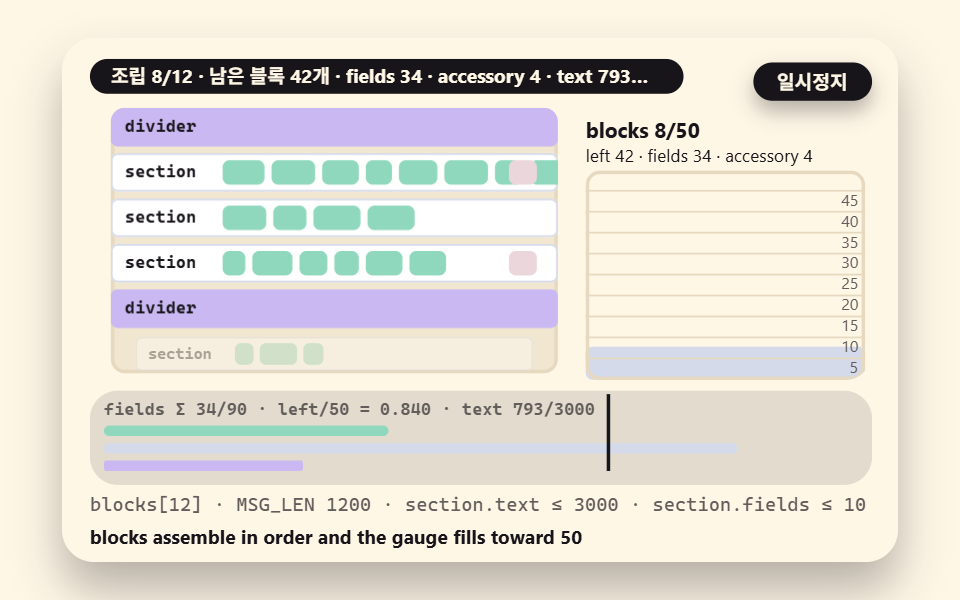 조립 8/12 · 남은 블록 42개 · fields 34 · accessory 4 · text 793…
일시정지
divider
section
section
section
divider
section
blocks 8/50
left 42 · fields 34 · accessory 4
45
40
35
30
25
20
15
10
5
fields Σ 34/90 · left/50 = 0.840 · text 793/3000
blocks[12] · MSG_LEN 1200 · section.text ≤ 3000 · section.fields ≤ 10
blocks assemble in order and the gauge fills toward 50